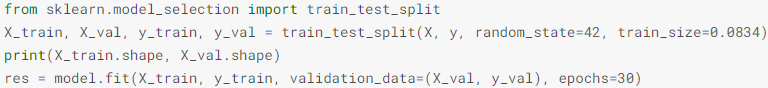 from sklearn.model_selection import train_test_split
X_train, X_val, y_train, y_val = train_test_split(X, y, random_state=42, train_size=0.0834)
print(X_train.shape, X_val.shape)
res = model.fit(X_train, y_train, validation_data=(X_val, y_val), epochs=30)